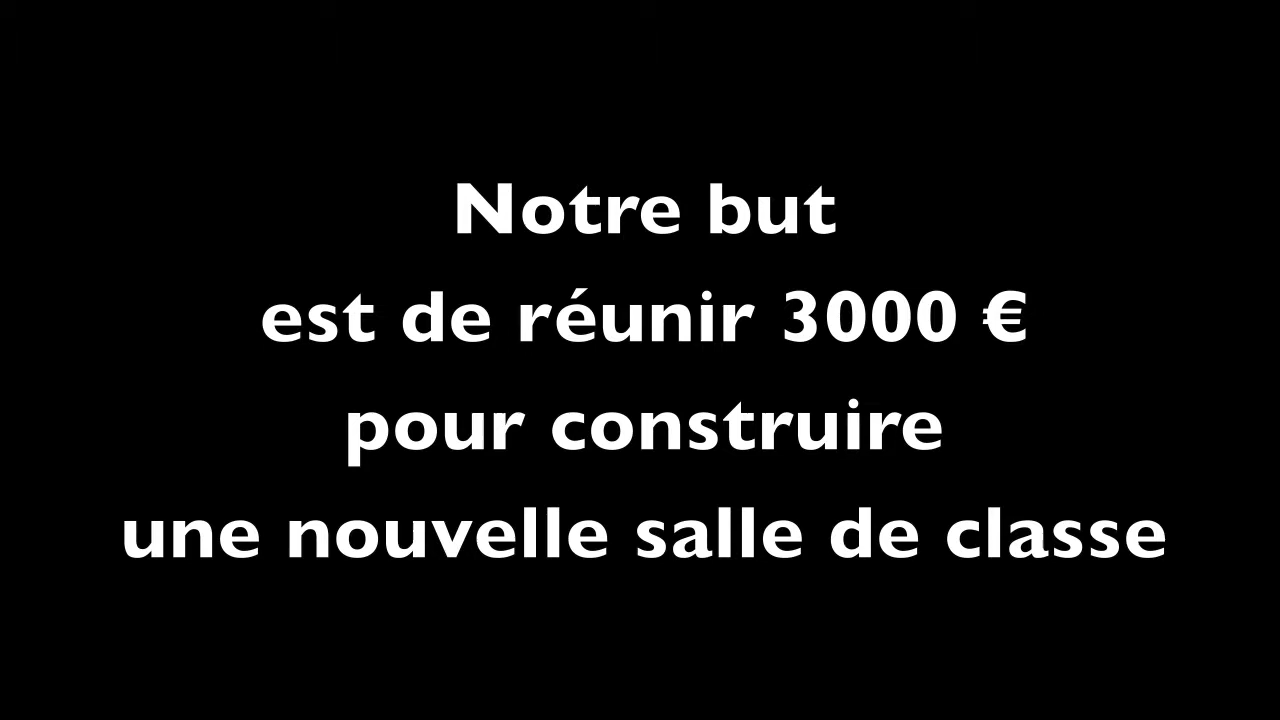 Notre but
est de réunir 3000 €
pour construire
une nouvelle salle de classe